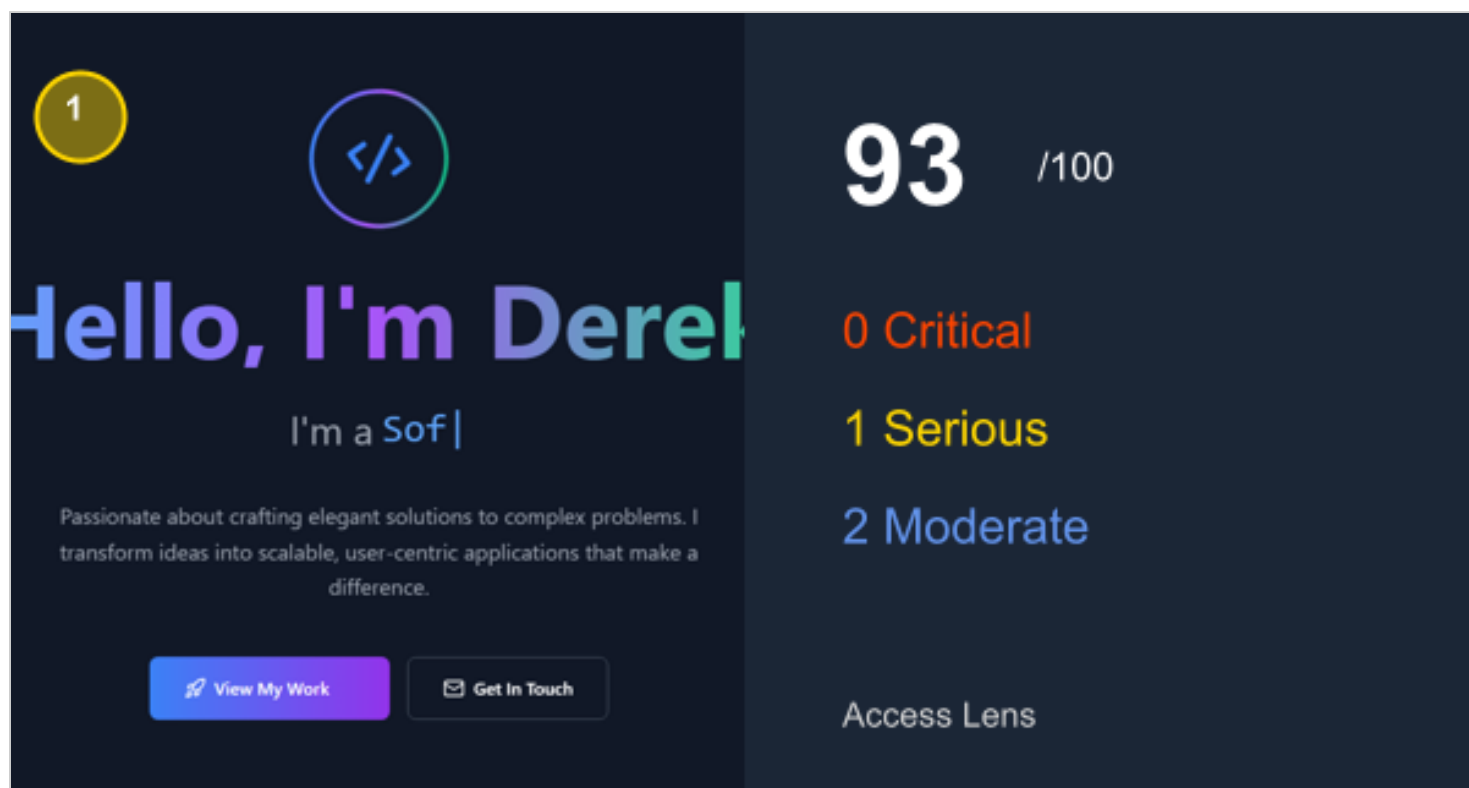 1
</>
Hello, I'm Derek
I'm a Sof|
Passionate about crafting elegant solutions to complex problems. I
transform ideas into scalable, user-centric applications that make a
difference.
View My Work
Get In Touch
93 /100
0 Critical
1 Serious
2 Moderate
Access Lens